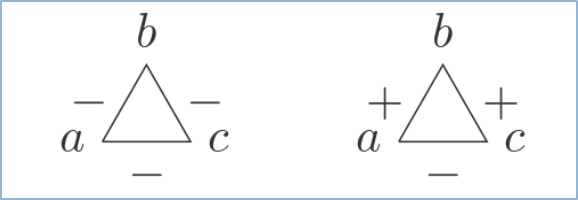 b b
− − + +
a c a c
− −